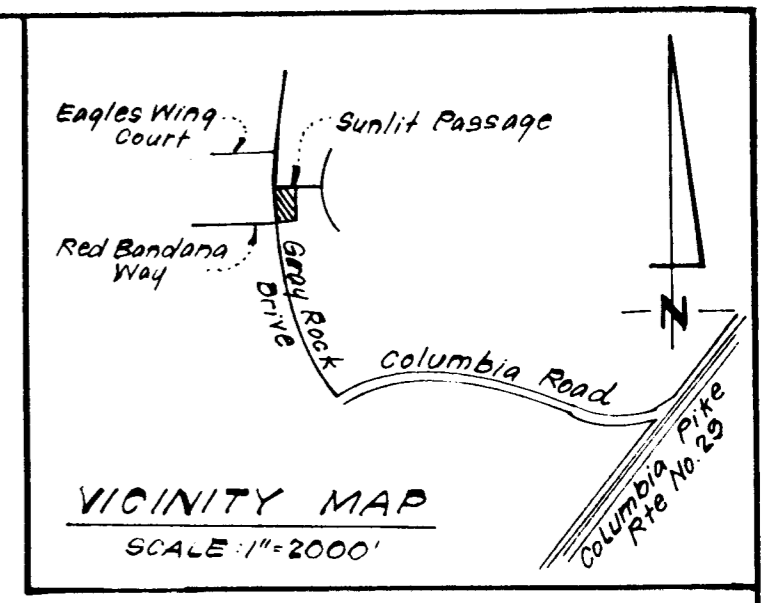 Eagles Wing
Court
Sunlit Passage
Red Bandana
Way
Gray Rock
Drive
Columbia Road
N
Columbia Pike
Rte No. 29
VICINITY MAP
SCALE: 1"=2000'